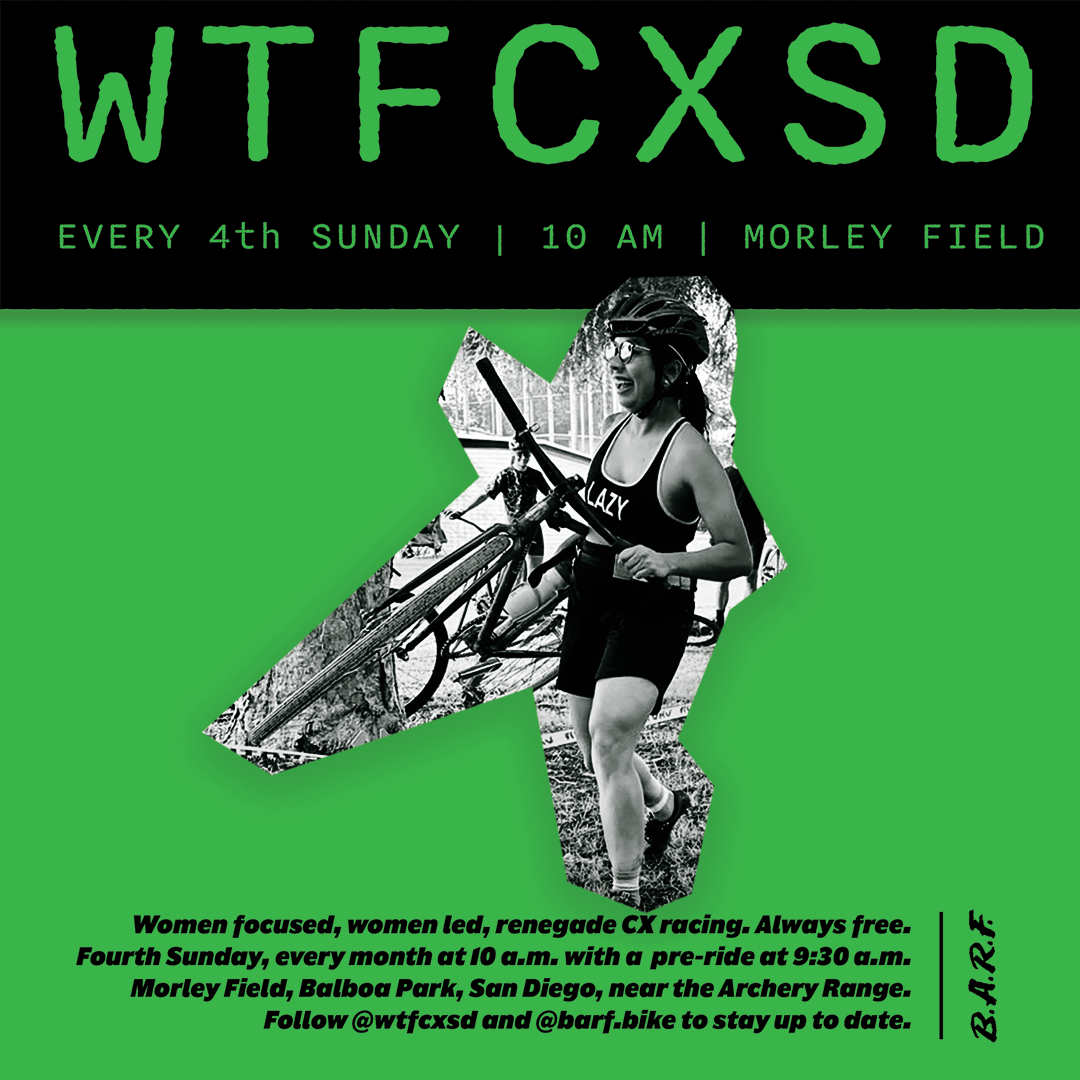 WTFCXSD
EVERY 4th SUNDAY | 10 AM | MORLEY FIELD
LAZY
Women focused, women led, renegade CX racing. Always free.
Fourth Sunday, every month at 10 a.m. with a pre-ride at 9:30 a.m.
Morley Field, Balboa Park, San Diego, near the Archery Range.
Follow @wtfcxsd and @barf.bike to stay up to date.
B.A.R.F.